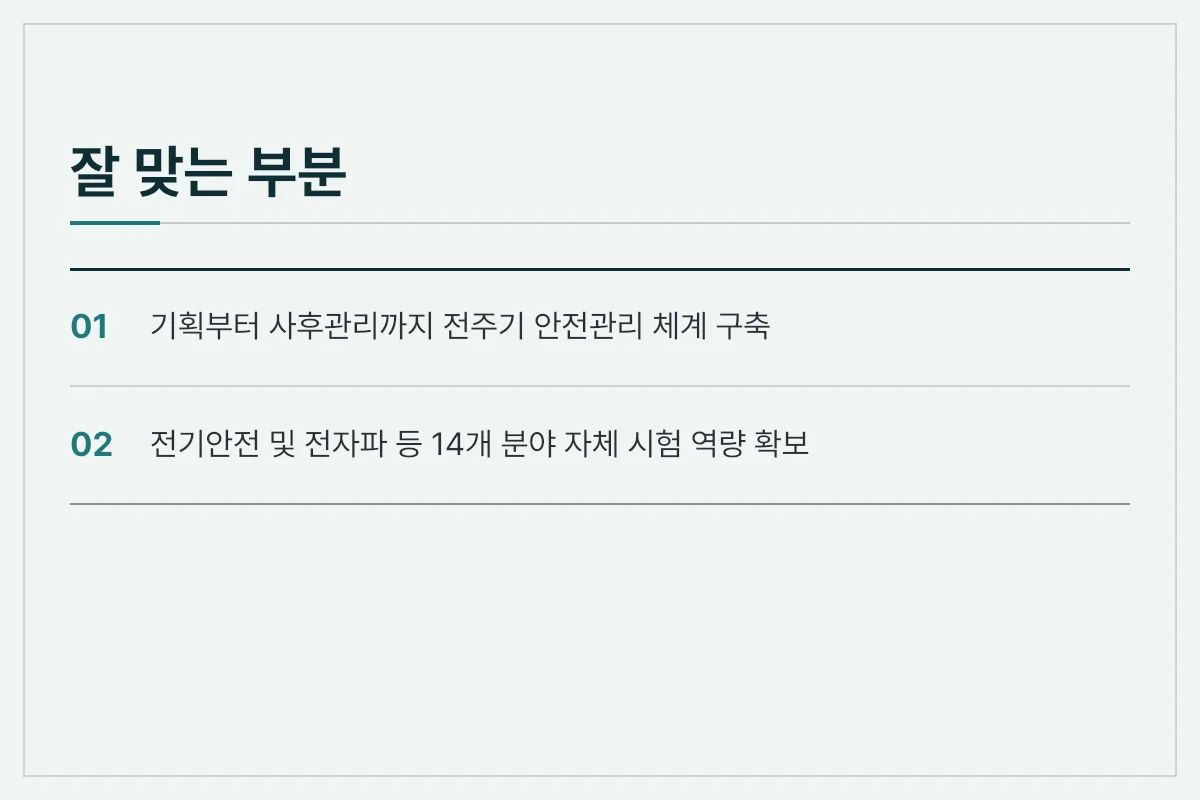 잘 맞는 부분
01 기획부터 사후관리까지 전주기 안전관리 체계 구축
02 전기안전 및 전자파 등 14개 분야 자체 시험 역량 확보